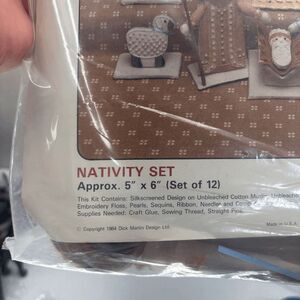 NATIVITY SET
Approx. 5" x 6" (Set of 12)
This Kit Contains: Silkscreened Design on Unbleached Cotton Muslin, Unbleached
Embroidery Floss, Pearls, Sequins, Ribbon, Needle and
Supplies Needed: Craft Glue, Sewing Thread, Straight Pins.
Made in U.S.A.
© Copyright 1984 Dick Martin Design Ltd.